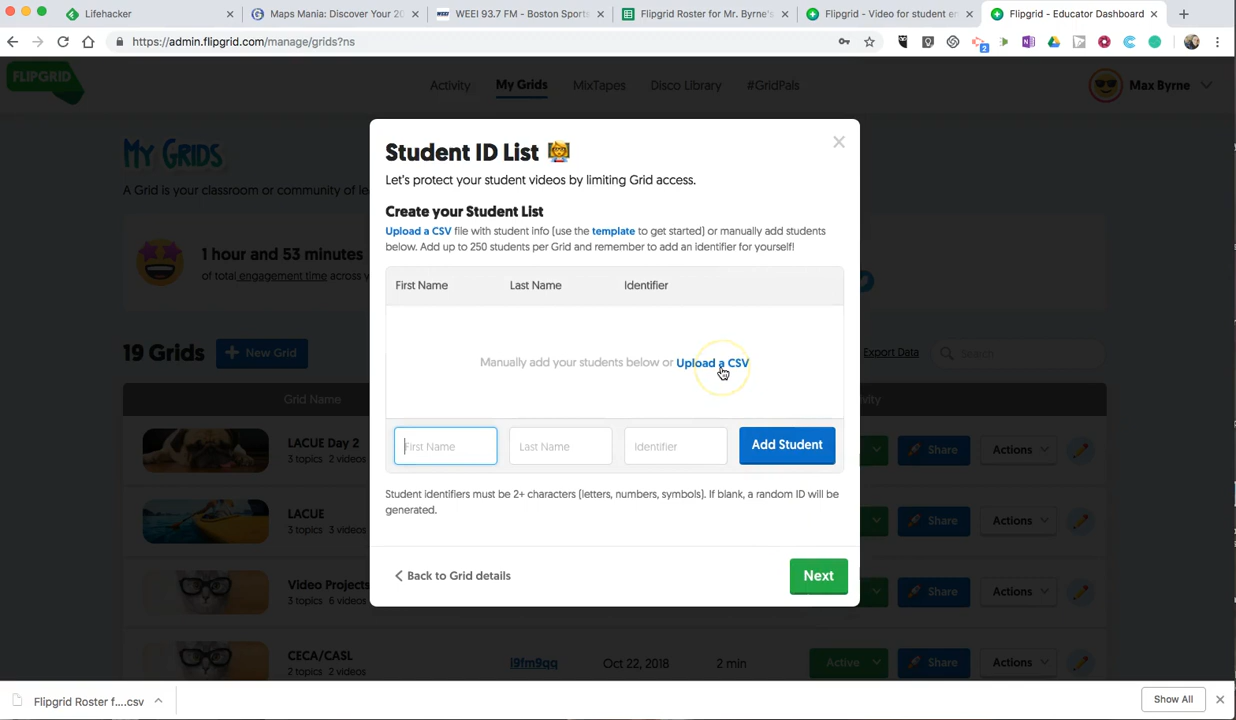 Lifehacker
Maps Mania: Discover Your 20
WEEI 93.7 FM - Boston Sports
Flipgrid Roster for Mr. Byrne's
Flipgrid - Video for student en
Flipgrid - Educator Dashboard
https://admin.flipgrid.com/manage/grids?ns
2
FLIPGRID
Activity
My Grids
MixTapes
Disco Library
#GridPals
Max Byrne
My Grids
A Grid is your classroom or community of le
1 hour and 53 minutes
of total engagement time across y
19 Grids
+ New Grid
Export Data
Search
Grid Name
LACUE Day 2
3 topics 2 videos
Share
Actions
LACUE
3 topics
Share
Actions
Video Projects
3 topics 6 videos
Share
Actions
CECA/CASL
2 topics 2 videos
i9fm9qq
Oct 22, 2018
2 min
Active
Share
Actions
Student ID List
Let's protect your student videos by limiting Grid access.
Create your Student List
Upload a CSV file with student info (use the template to get started) or manually add students
below. Add up to 250 students per Grid and remember to add an identifier for yourself!
First Name
Last Name
Identifier
Manually add your students below or Upload a CSV
First Name
Last Name
Identifier
Add Student
Student identifiers must be 2+ characters (letters, numbers, symbols). If blank, a random ID will be
generated.
Back to Grid details
Next
Flipgrid Roster f....csv
Show All